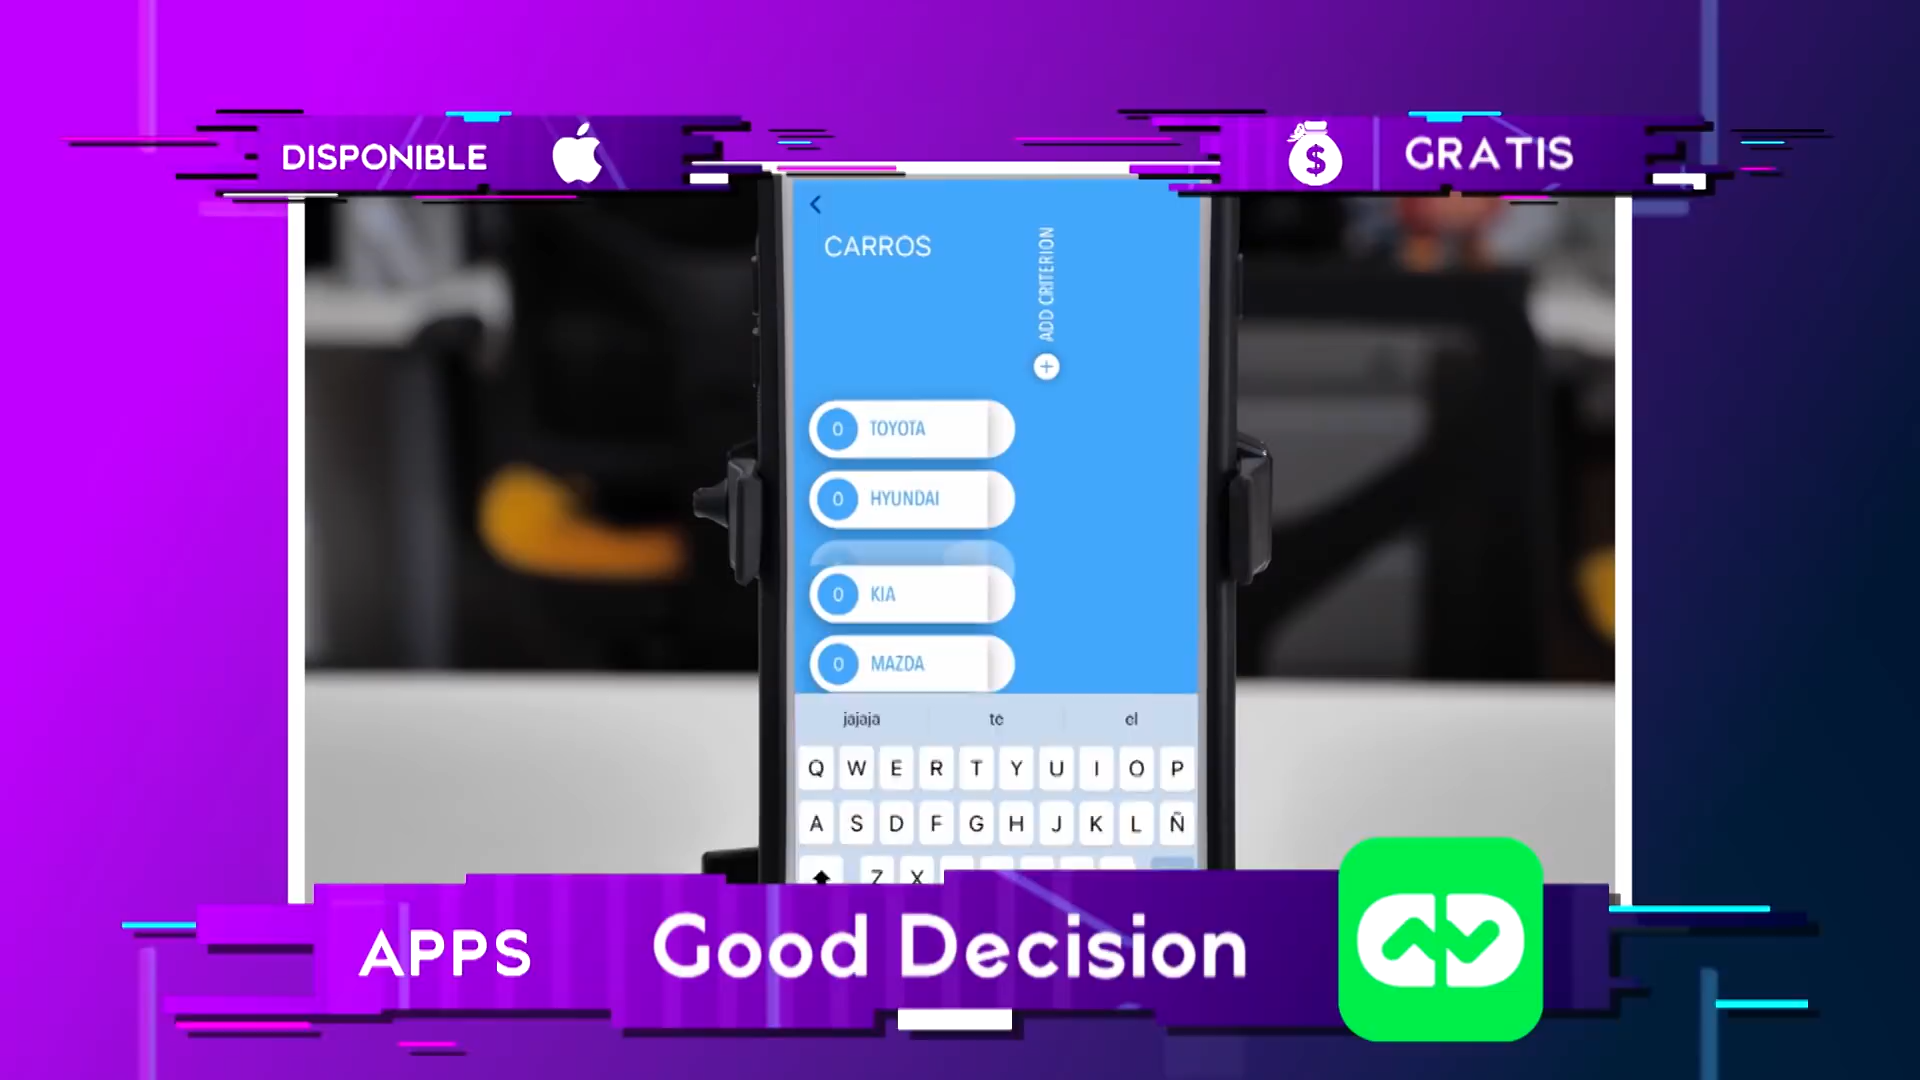 DISPONIBLE
$ GRATIS
CARROS
ADD CRITERION
0 TOYOTA
0 HYUNDAI
0 KIA
0 MAZDA
jajaja te el
Q W E R T Y U I O P
A S D F G H J K L Ñ
Z X
APPS Good Decision